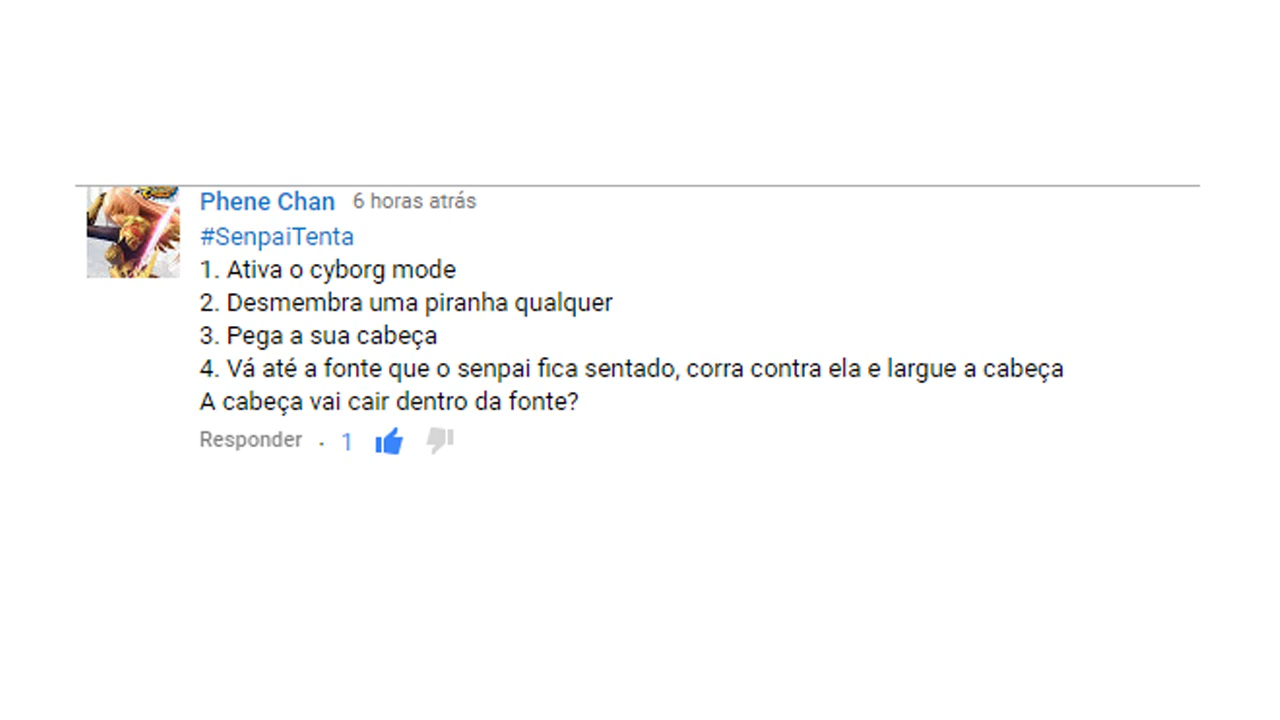 Phene Chan 6 horas atrás
#SenpaiTenta
1. Ativa o cyborg mode
2. Desmembra uma piranha qualquer
3. Pega a sua cabeça
4. Vá até a fonte que o senpai fica sentado, corra contra ela e largue a cabeça
A cabeça vai cair dentro da fonte?
Responder . 1